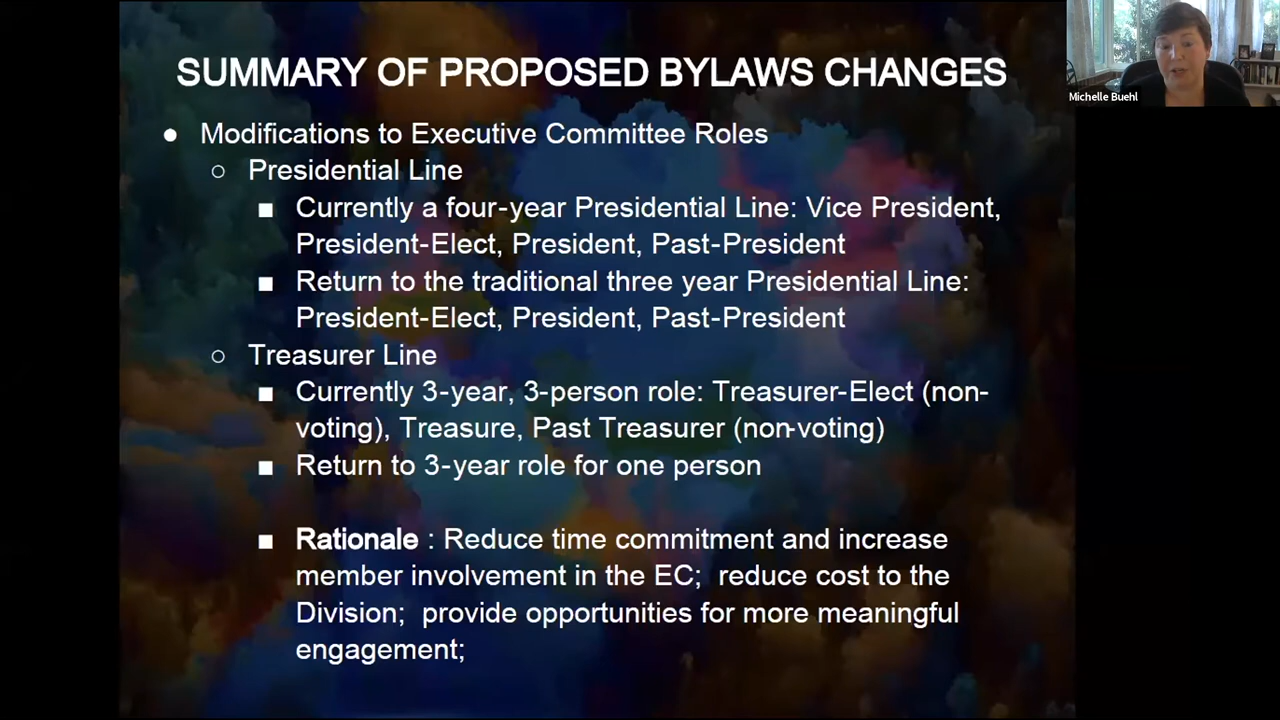 SUMMARY OF PROPOSED BYLAWS CHANGES
● Modifications to Executive Committee Roles
○ Presidential Line
■ Currently a four-year Presidential Line: Vice President,
President-Elect, President, Past-President
■ Return to the traditional three year Presidential Line:
President-Elect, President, Past-President
○ Treasurer Line
■ Currently 3-year, 3-person role: Treasurer-Elect (non-
voting), Treasure, Past Treasurer (non-voting)
■ Return to 3-year role for one person
■ Rationale : Reduce time commitment and increase
member involvement in the EC; reduce cost to the
Division; provide opportunities for more meaningful
engagement;
Michelle Buehl